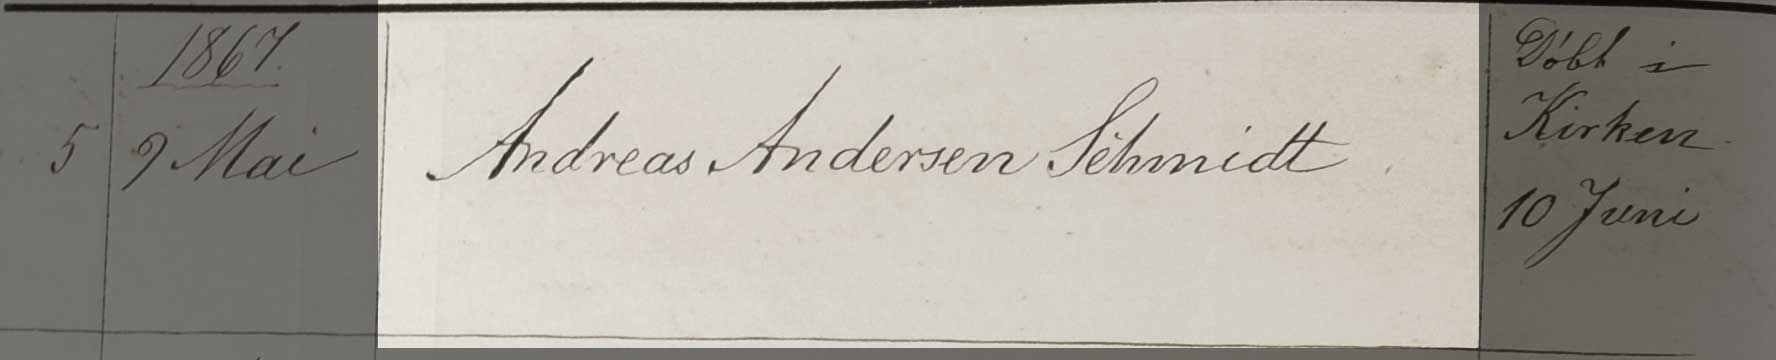 1867.
5 9 Mai Andreas Andersen Schmidt
Döbt i
Kirken
10 Juni